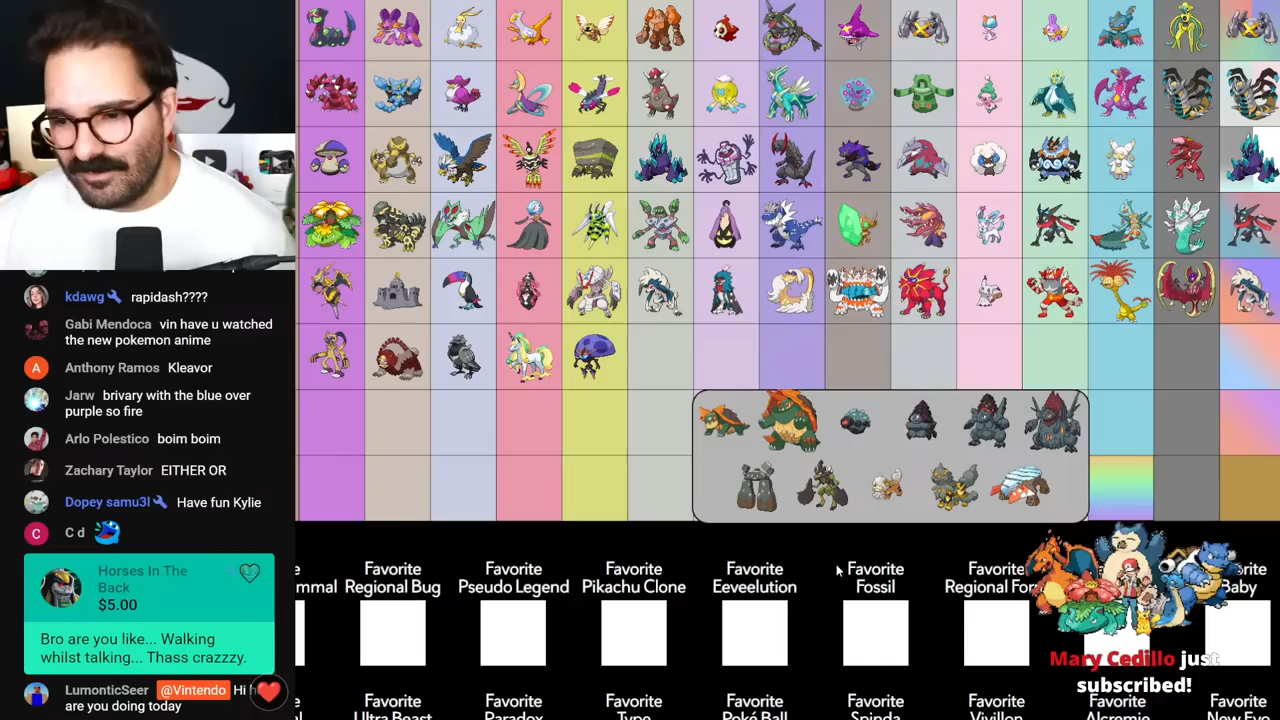 kdawg rapidash????
Gabi Mendoca vin have u watched
the new pokemon anime
Anthony Ramos Kleavor
Jarw brivary with the blue over
purple so fire
Arlo Polestico boim boim
Zachary Taylor EITHER OR
Dopey samu3l Have fun Kylie
C d
Horses In The
Back
$5.00
Bro are you like... Walking
whilst talking... Thass crazzzy.
LumonticSeer @Vintendo Hi
are you doing today
Favorite
Regional Bug
Favorite
Pseudo Legend
Favorite
Pikachu Clone
Favorite
Eeveelution
Favorite
Fossil
Favorite
Regional For
Baby
Mary Cedillo just
subscribed!
Favorite
Ultra Beast
Favorite
Paradox
Favorite
Type
Favorite
Poké Ball
Favorite
Spinda
Favorite
Vivillon
Favorite
Alcremie
Favorite